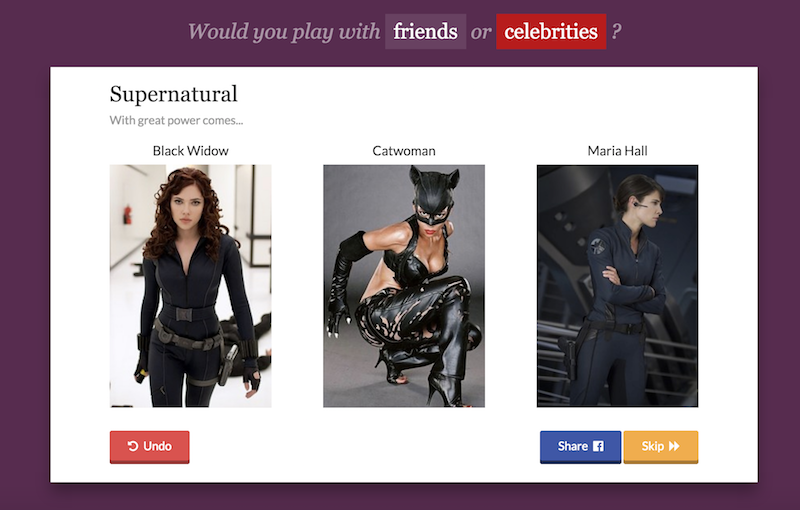 Would you play with friends or celebrities ?
Supernatural
With great power comes...
Black Widow Catwoman Maria Hall
Undo Share Skip